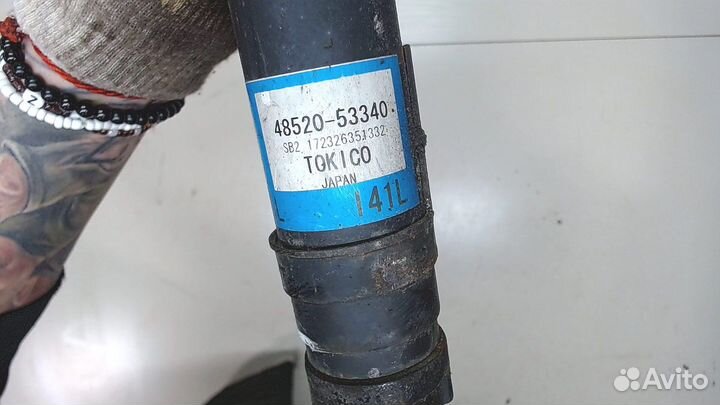 48520-53340
SB2 172326351332
TOKICO
JAPAN
L 141L
N
Avito